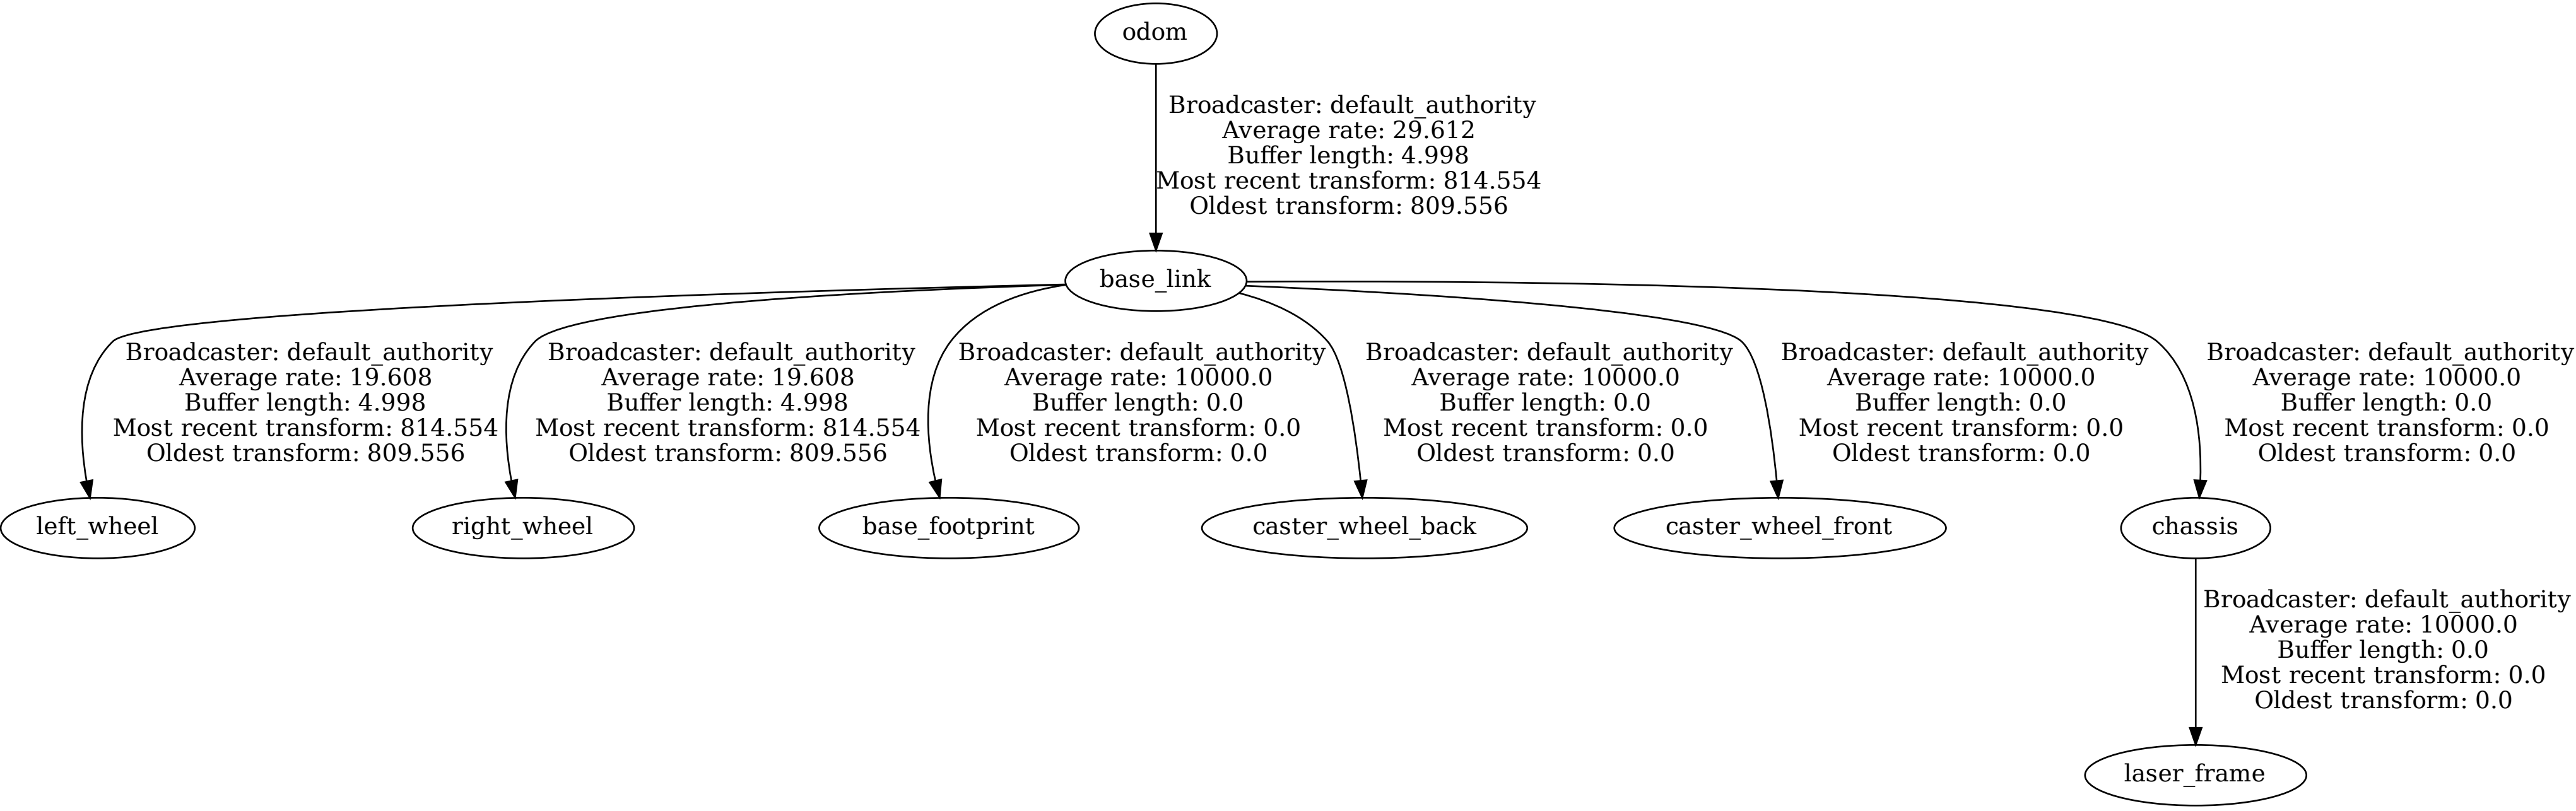 odom
Broadcaster: default_authority
Average rate: 29.612
Buffer length: 4.998
Most recent transform: 814.554
Oldest transform: 809.556
base_link
Broadcaster: default_authority
Average rate: 19.608
Buffer length: 4.998
Most recent transform: 814.554
Oldest transform: 809.556
Broadcaster: default_authority
Average rate: 19.608
Buffer length: 4.998
Most recent transform: 814.554
Oldest transform: 809.556
Broadcaster: default_authority
Average rate: 10000.0
Buffer length: 0.0
Most recent transform: 0.0
Oldest transform: 0.0
Broadcaster: default_authority
Average rate: 10000.0
Buffer length: 0.0
Most recent transform: 0.0
Oldest transform: 0.0
Broadcaster: default_authority
Average rate: 10000.0
Buffer length: 0.0
Most recent transform: 0.0
Oldest transform: 0.0
Broadcaster: default_authority
Average rate: 10000.0
Buffer length: 0.0
Most recent transform: 0.0
Oldest transform: 0.0
left_wheel
right_wheel
base_footprint
caster_wheel_back
caster_wheel_front
chassis
Broadcaster: default_authority
Average rate: 10000.0
Buffer length: 0.0
Most recent transform: 0.0
Oldest transform: 0.0
laser_frame